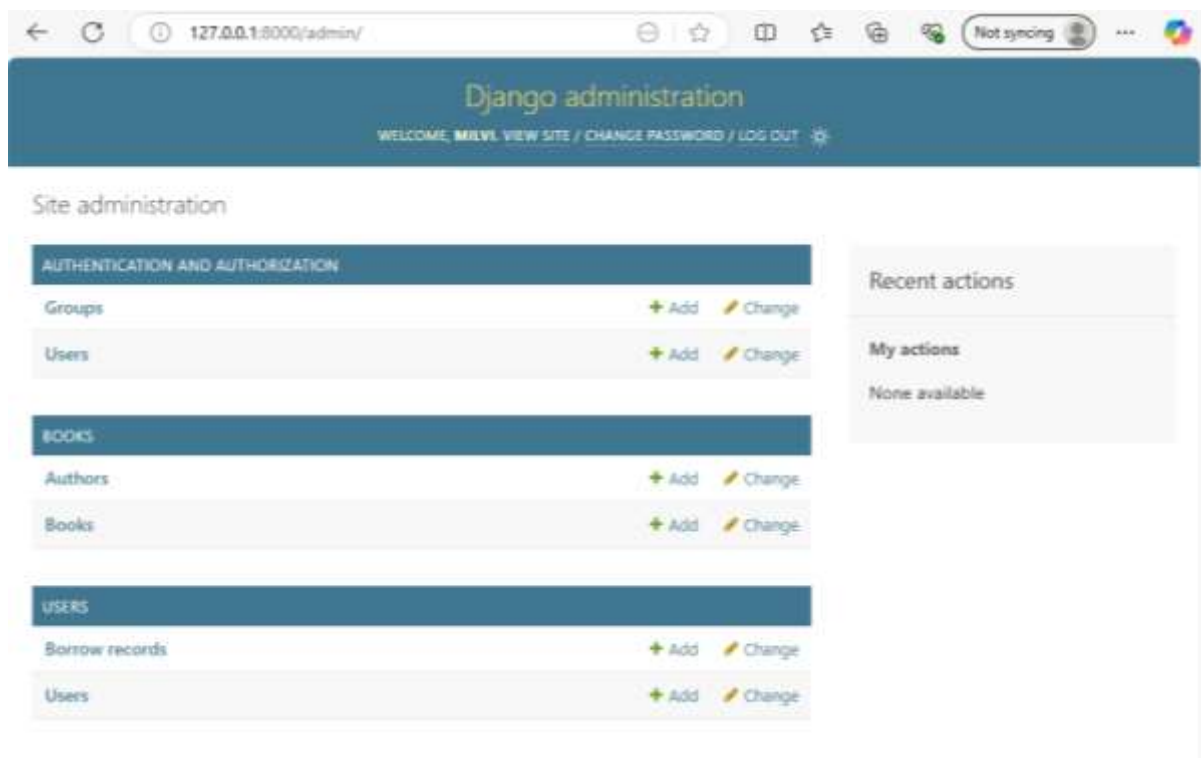 127.0.0.1:8000/admin/
Not syncing
Django administration
WELCOME, MILVI. VIEW SITE / CHANGE PASSWORD / LOG OUT
Site administration
AUTHENTICATION AND AUTHORIZATION
Groups + Add Change
Users + Add Change
BOOKS
Authors + Add Change
Books + Add Change
USERS
Borrow records + Add Change
Users + Add Change
Recent actions
My actions
None available